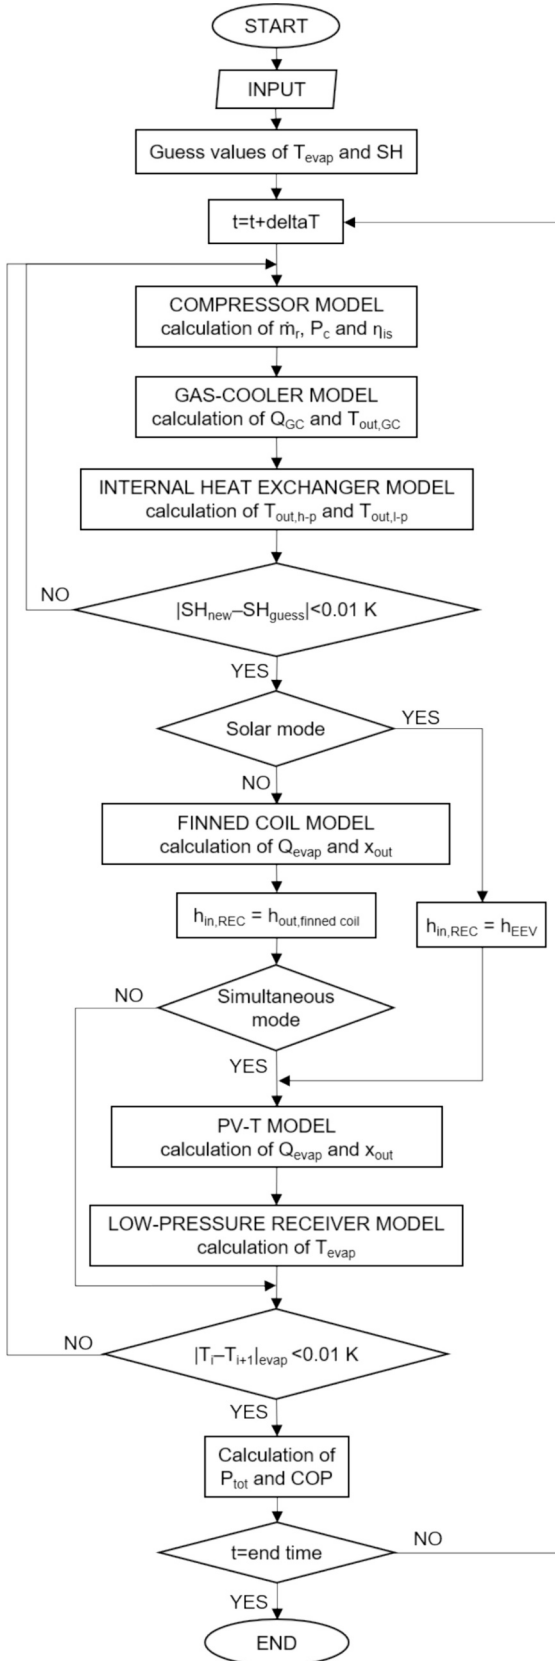 START
INPUT
Guess values of Tevap and SH
t=t+deltaT
COMPRESSOR MODEL
calculation of ṁr, Pc and ηis
GAS-COOLER MODEL
calculation of QGC and Tout,GC
INTERNAL HEAT EXCHANGER MODEL
calculation of Tout,h-p and Tout,l-p
NO
|SHnew–SHguess|<0.01 K
YES
Solar mode
YES
NO
FINNED COIL MODEL
calculation of Qevap and xout
hin,REC = hout,finned coil
hin,REC = hEEV
NO
Simultaneous
mode
YES
PV-T MODEL
calculation of Qevap and xout
LOW-PRESSURE RECEIVER MODEL
calculation of Tevap
NO
|Ti–Ti+1|evap <0.01 K
YES
Calculation of
Ptot and COP
t=end time
NO
YES
END